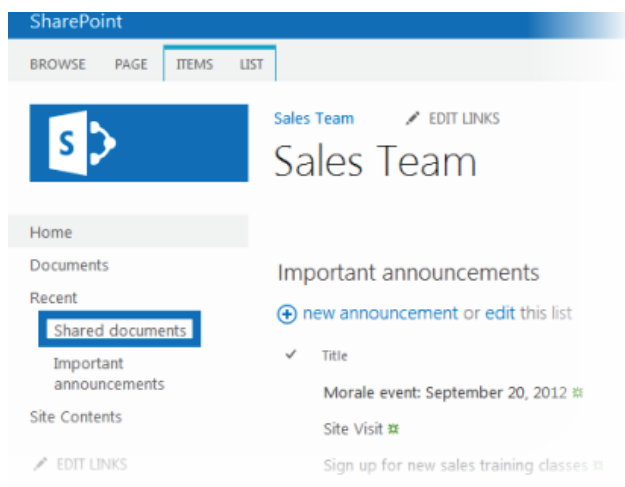 SharePoint
BROWSE PAGE ITEMS LIST
S
Sales Team EDIT LINKS
Sales Team
Home
Documents
Recent
Shared documents
Important
announcements
Site Contents
EDIT LINKS
Important announcements
new announcement or edit this list
Title
Morale event: September 20, 2012
Site Visit
Sign up for new sales training classes